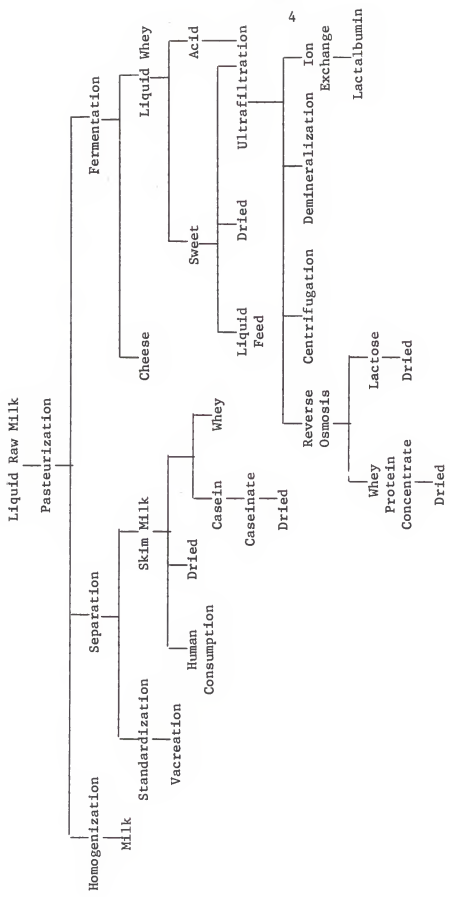 4
Liquid Raw Milk
Pasteurization
Homogenization
Milk
Separation
Standardization
Vacreation
Skim Milk
Human
Consumption
Dried
Casein
Caseinate
Dried
Whey
Fermentation
Cheese
Liquid Whey
Sweet
Acid
Liquid
Feed
Dried
Ultrafiltration
Reverse
Osmosis
Centrifugation
Demineralization
Ion
Exchange
Lactalbumin
Whey
Protein
Concentrate
Dried
Lactose
Dried